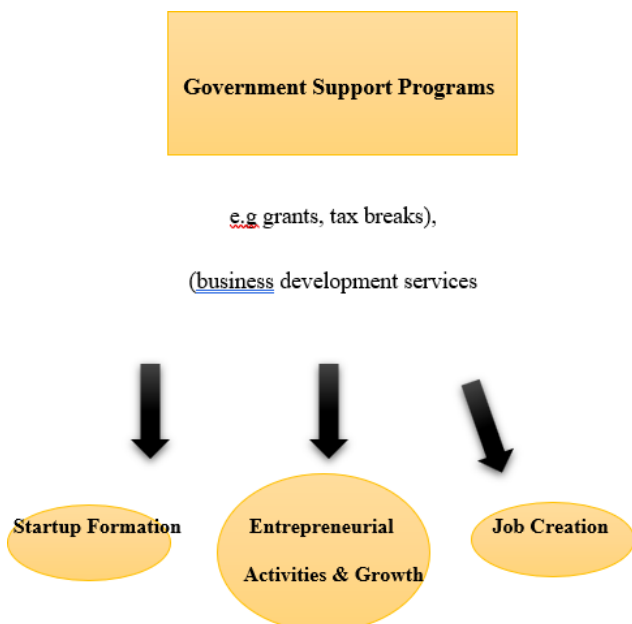 Government Support Programs
e.g grants, tax breaks),
(business development services
Startup Formation
Entrepreneurial
Activities & Growth
Job Creation